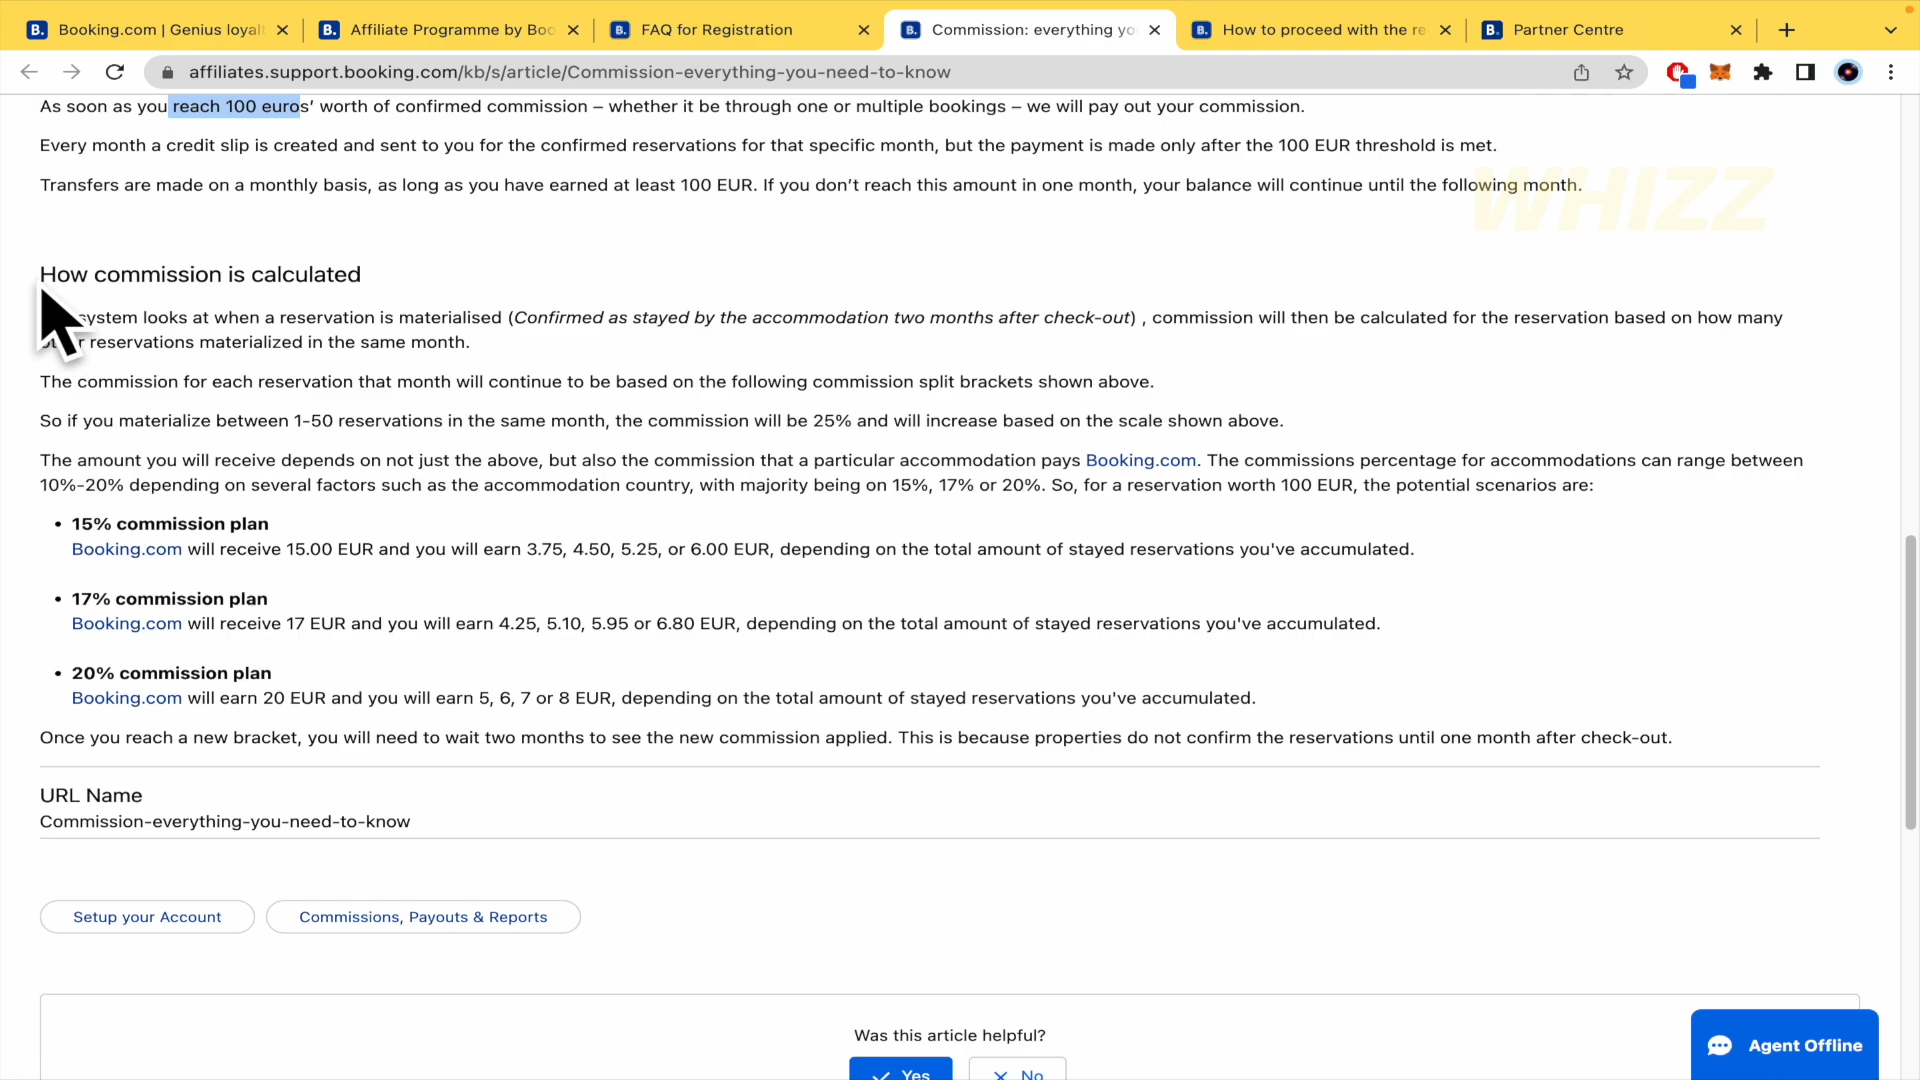 B. Booking.com | Genius loyalt
B. Affiliate Programme by Boo
B. FAQ for Registration
B. Commission: everything yo
B. How to proceed with the re
B. Partner Centre
affiliates.support.booking.com/kb/s/article/Commission-everything-you-need-to-know
As soon as you reach 100 euros’ worth of confirmed commission – whether it be through one or multiple bookings – we will pay out your commission.
Every month a credit slip is created and sent to you for the confirmed reservations for that specific month, but the payment is made only after the 100 EUR threshold is met.
Transfers are made on a monthly basis, as long as you have earned at least 100 EUR. If you don’t reach this amount in one month, your balance will continue until the following month.
WHIZZ
How commission is calculated
system looks at when a reservation is materialised (Confirmed as stayed by the accommodation two months after check-out) , commission will then be calculated for the reservation based on how many
reservations materialized in the same month.
The commission for each reservation that month will continue to be based on the following commission split brackets shown above.
So if you materialize between 1-50 reservations in the same month, the commission will be 25% and will increase based on the scale shown above.
The amount you will receive depends on not just the above, but also the commission that a particular accommodation pays Booking.com. The commissions percentage for accommodations can range between
10%-20% depending on several factors such as the accommodation country, with majority being on 15%, 17% or 20%. So, for a reservation worth 100 EUR, the potential scenarios are:
• 15% commission plan
Booking.com will receive 15.00 EUR and you will earn 3.75, 4.50, 5.25, or 6.00 EUR, depending on the total amount of stayed reservations you've accumulated.
• 17% commission plan
Booking.com will receive 17 EUR and you will earn 4.25, 5.10, 5.95 or 6.80 EUR, depending on the total amount of stayed reservations you've accumulated.
• 20% commission plan
Booking.com will earn 20 EUR and you will earn 5, 6, 7 or 8 EUR, depending on the total amount of stayed reservations you've accumulated.
Once you reach a new bracket, you will need to wait two months to see the new commission applied. This is because properties do not confirm the reservations until one month after check-out.
URL Name
Commission-everything-you-need-to-know
Setup your Account
Commissions, Payouts & Reports
Was this article helpful?
Yes
No
Agent Offline